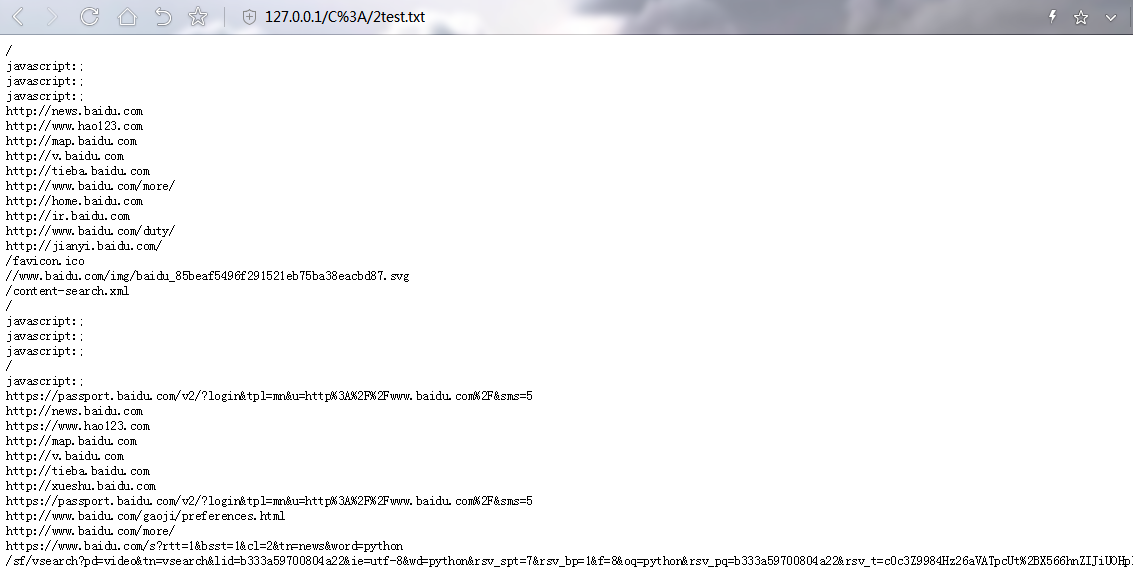 127.0.0.1/C%3A/2test.txt
/
javascript:;
javascript:;
javascript:;
http://news.baidu.com
http://www.hao123.com
http://map.baidu.com
http://v.baidu.com
http://tieba.baidu.com
http://www.baidu.com/more/
http://home.baidu.com
http://ir.baidu.com
http://www.baidu.com/duty/
http://jianyi.baidu.com/
/favicon.ico
//www.baidu.com/img/baidu_85beaf5496f291521eb75ba38eacbd87.svg
/content-search.xml
/
javascript:;
javascript:;
javascript:;
/
javascript:;
https://passport.baidu.com/v2/?login&tpl=mn&u=http%3A%2F%2Fwww.baidu.com%2F&sms=5
http://news.baidu.com
https://www.hao123.com
http://map.baidu.com
http://v.baidu.com
http://tieba.baidu.com
http://xueshu.baidu.com
https://passport.baidu.com/v2/?login&tpl=mn&u=http%3A%2F%2Fwww.baidu.com%2F&sms=5
http://www.baidu.com/gaoji/preferences.html
http://www.baidu.com/more/
https://www.baidu.com/s?rtt=1&bsst=1&cl=2&tn=news&word=python
/sf/vsearch?pd=video&tn=vsearch&lid=b333a59700804a22&ie=utf-8&wd=python&rsv_spt=7&rsv_bp=1&f=8&oq=python&rsv_pq=b333a59700804a22&rsv_t=c0c3Z9984Hz26aVATpcUt%2BX566hnZIJiUOHpl